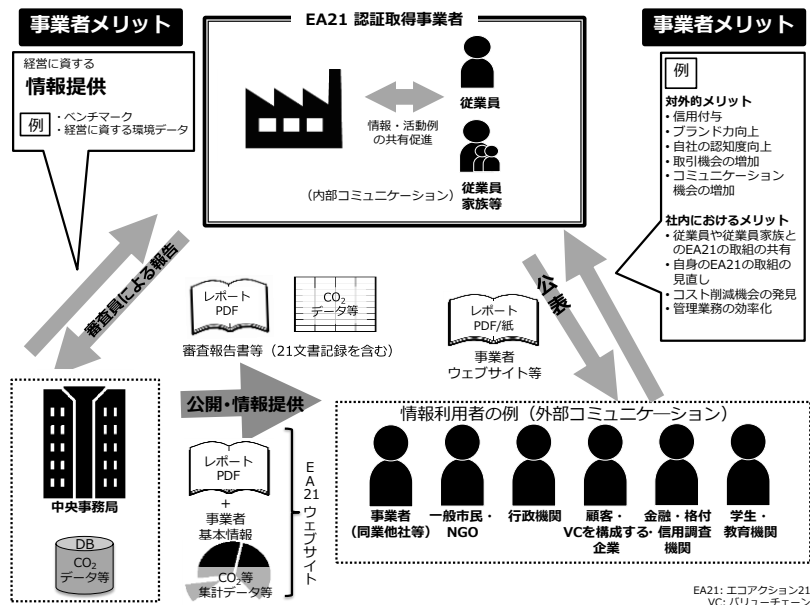 事業者メリット
経営に資する
情報提供
例
・ベンチマーク
・経営に資する環境データ
EA21 認証取得事業者
情報・活動例
の共有促進
従業員
従業員
家族等
（内部コミュニケーション）
事業者メリット
例
対外的メリット
・信用付与
・ブランド力向上
・自社の認知度向上
・取引機会の増加
・コミュニケーション
機会の増加
社内におけるメリット
・従業員や従業員家族と
のEA21の取組の共有
・自身のEA21の取組の
見直し
・コスト削減機会の発見
・管理業務の効率化
審査員による報告
レポート
PDF
CO2
データ等
審査報告書等（21文書記録を含む）
レポート
PDF/紙
事業者
ウェブサイト等
公表
中央事務局
DB
CO2
データ等
公開・情報提供
レポート
PDF
+
事業者
基本情報
CO2等
集計データ等
EA21ウェブサイト
情報利用者の例（外部コミュニケーション）
事業者
（同業他社等）
一般市民・
NGO
行政機関
顧客・
VCを構成する
企業
金融・格付
・信用調査
機関
学生・
教育機関
EA21: エコアクション21
VC: バリューチェーン